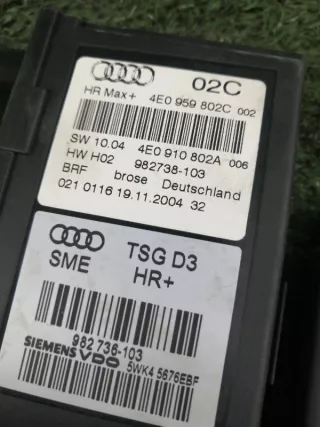 02C
HR Max+ 4E0 959 802C 002
SW 10.04 4E0 910 802A 006
HW H02 982738-103
BRF brose Deutschland
021 0116 19.11.2004 32
TSG D3
SME HR+
982 736-103
SIEMENS VDO 5WK4 5676EBF